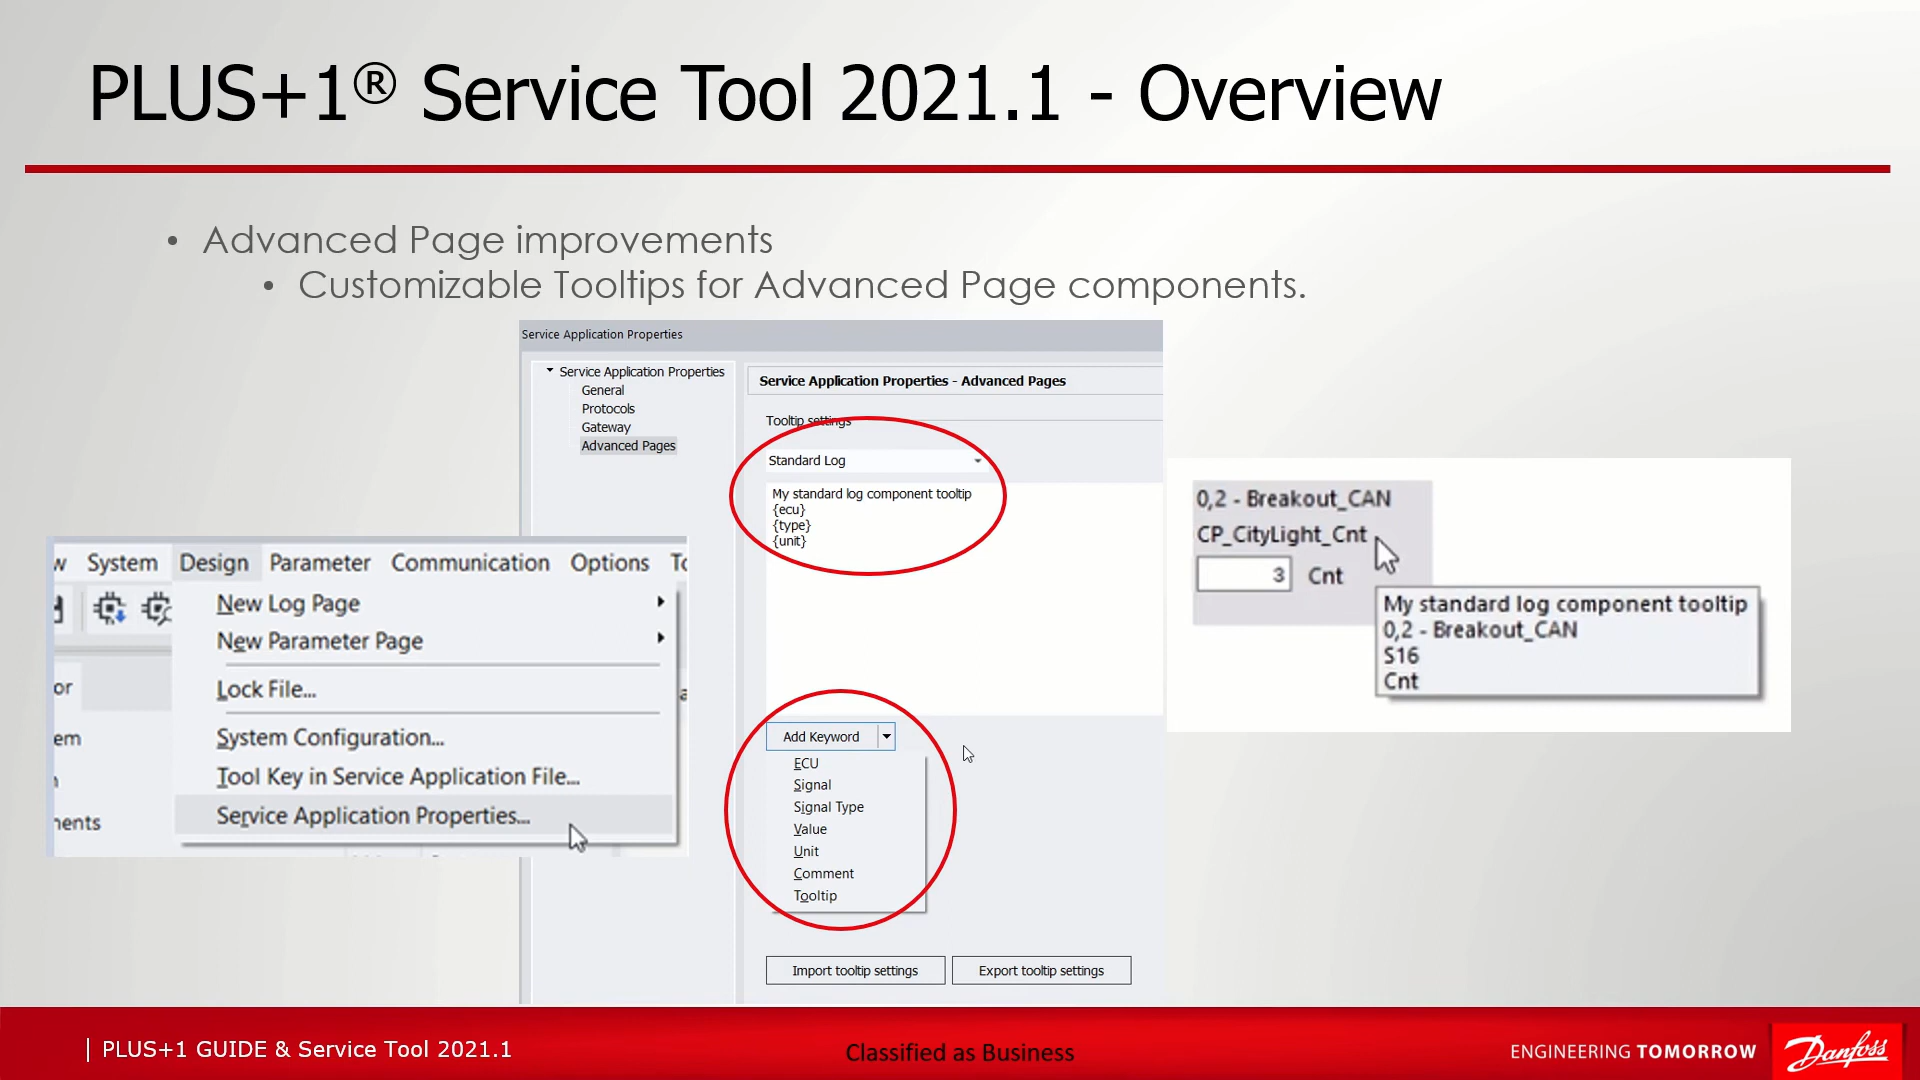 PLUS+1® Service Tool 2021.1 - Overview
• Advanced Page improvements
• Customizable Tooltips for Advanced Page components.
Service Application Properties
Service Application Properties
General
Protocols
Gateway
Advanced Pages
Service Application Properties - Advanced Pages
Tooltip settings
Standard Log
My standard log component tooltip
{ecu}
{type}
{unit}
Add Keyword
ECU
Signal
Signal Type
Value
Unit
Comment
Tooltip
Import tooltip settings
Export tooltip settings
w System Design Parameter Communication Options To
New Log Page
New Parameter Page
Lock File...
System Configuration...
Tool Key in Service Application File...
Service Application Properties...
or
em
nents
0,2 - Breakout_CAN
CP_CityLight_Cnt
3 Cnt
My standard log component tooltip
0,2 - Breakout_CAN
S16
Cnt
| PLUS+1 GUIDE & Service Tool 2021.1
Classified as Business
ENGINEERING TOMORROW
Danfoss